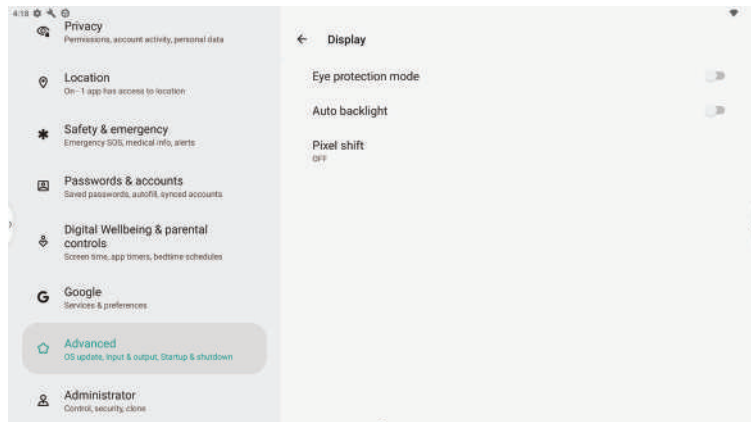 4:18
Privacy
Permissions, account activity, personal data
Location
On - 1 app has access to location
Safety & emergency
Emergency SOS, medical info, alerts
Passwords & accounts
Saved passwords, autofill, synced accounts
Digital Wellbeing & parental
controls
Screen time, app timers, bedtime schedules
Google
Services & preferences
Advanced
OS update, Input & output, Startup & shutdown
Administrator
Control, security, clone
Display
Eye protection mode
Auto backlight
Pixel shift
OFF